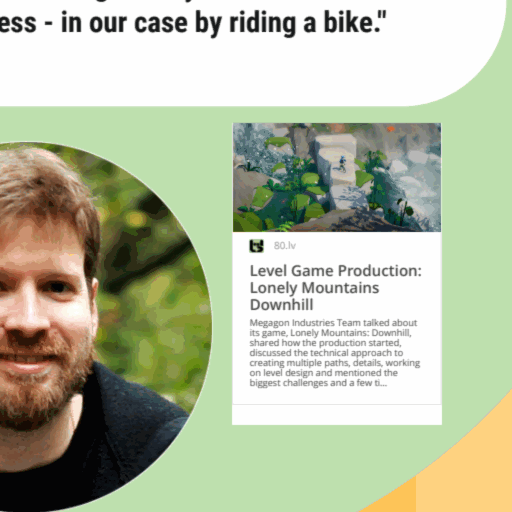 ess - in our case by riding a bike."
80.lv
Level Game Production:
Lonely Mountains
Downhill
Megagon Industries Team talked about
its game, Lonely Mountains: Downhill,
shared how the production started,
discussed the technical approach to
creating multiple paths, details, working
on level design and mentioned the
biggest challenges and a few ti...